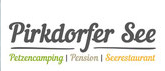 Pirkdorfer See
Petzencamping | Pension | Seerestaurant